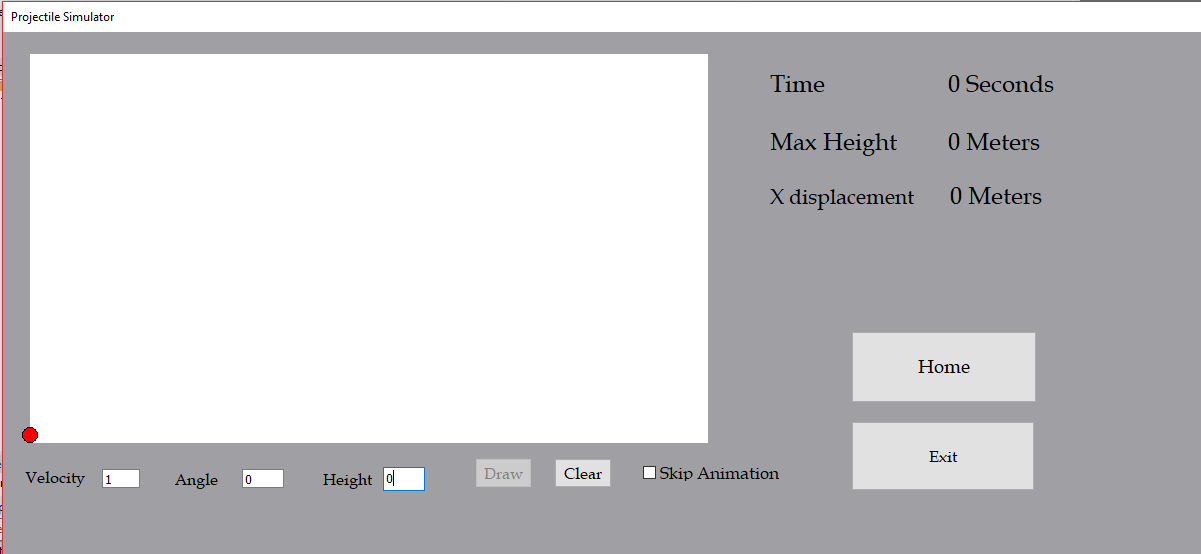 Projectile Simulator
Time 0 Seconds
Max Height 0 Meters
X displacement 0 Meters
Home
Exit
Velocity 1 Angle 0 Height 0 Draw Clear Skip Animation